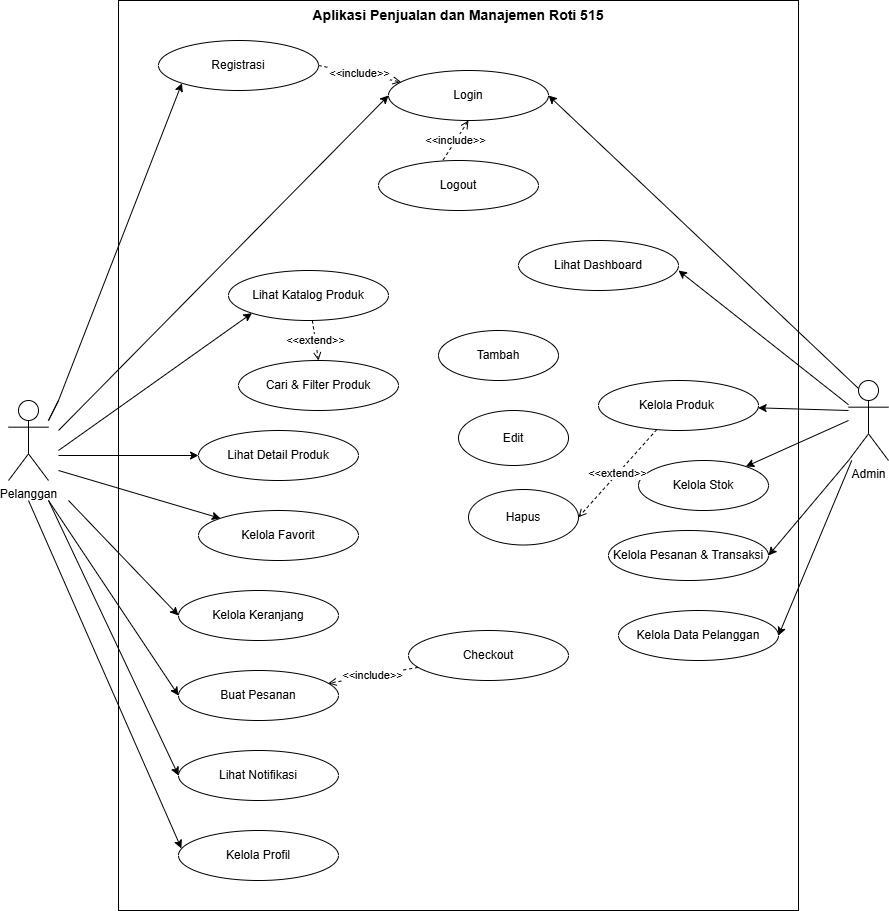 Aplikasi Penjualan dan Manajemen Roti 515
Registrasi
<<include>>
Login
<<include>>
Logout
Lihat Dashboard
Lihat Katalog Produk
<<extend>>
Tambah
Cari & Filter Produk
Kelola Produk
Edit
Lihat Detail Produk
<<extend>>
Admin
Kelola Stok
Pelanggan
Hapus
Kelola Favorit
Kelola Pesanan & Transaksi
Kelola Keranjang
Kelola Data Pelanggan
Checkout
<<include>>
Buat Pesanan
Lihat Notifikasi
Kelola Profil